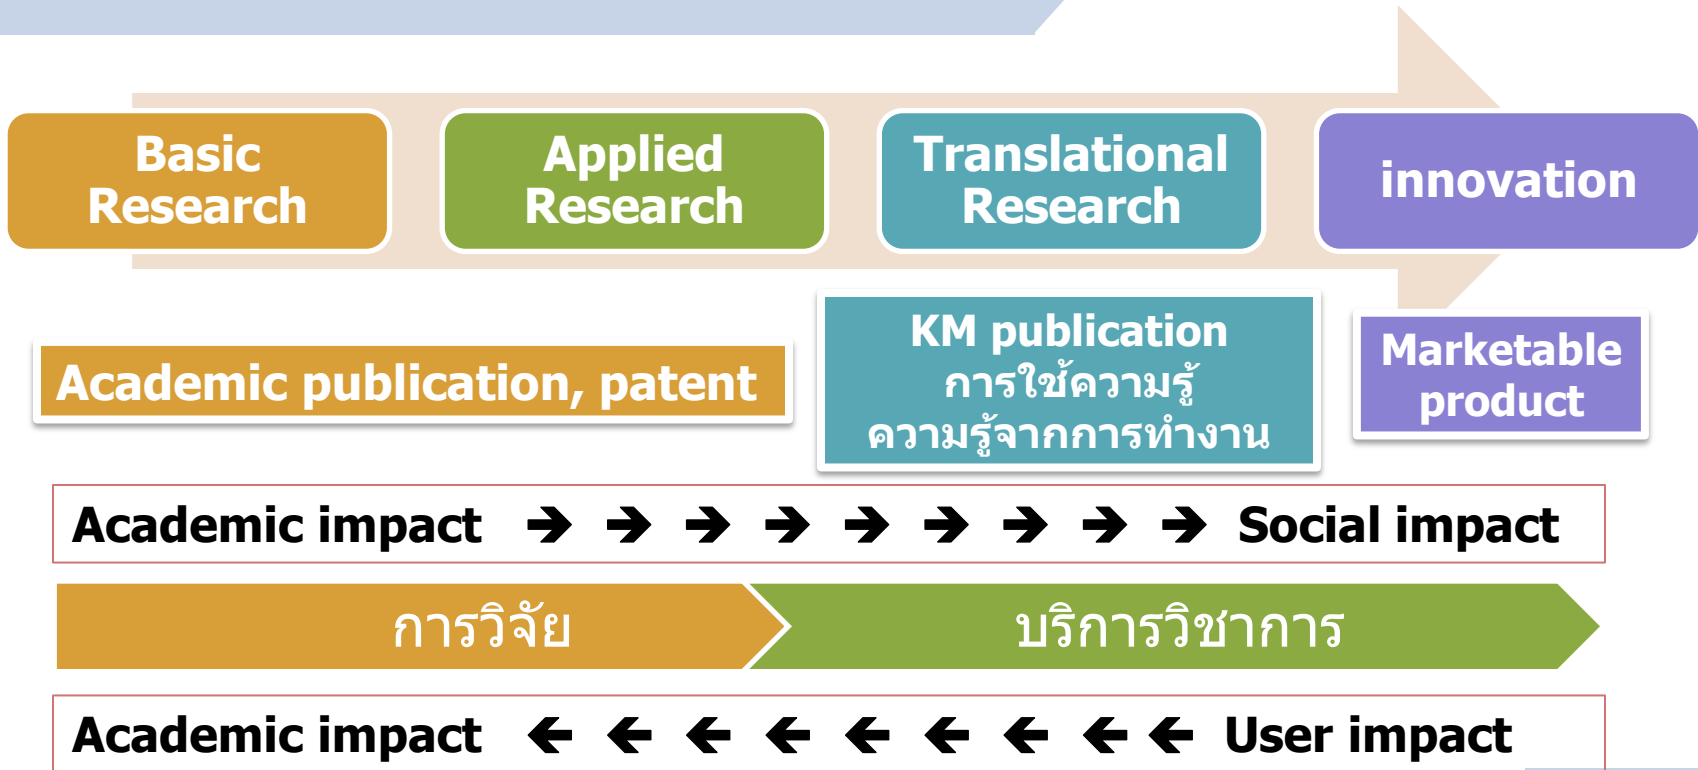 Basic
Research
Applied
Research
Translational
Research
innovation
Academic publication, patent
KM publication
การใช้ความรู้
ความรู้จากการทำงาน
Marketable
product
Academic impact → → → → → → → → → Social impact
การวิจัย
บริการวิชาการ
Academic impact ← ← ← ← ← ← ← ← ← User impact